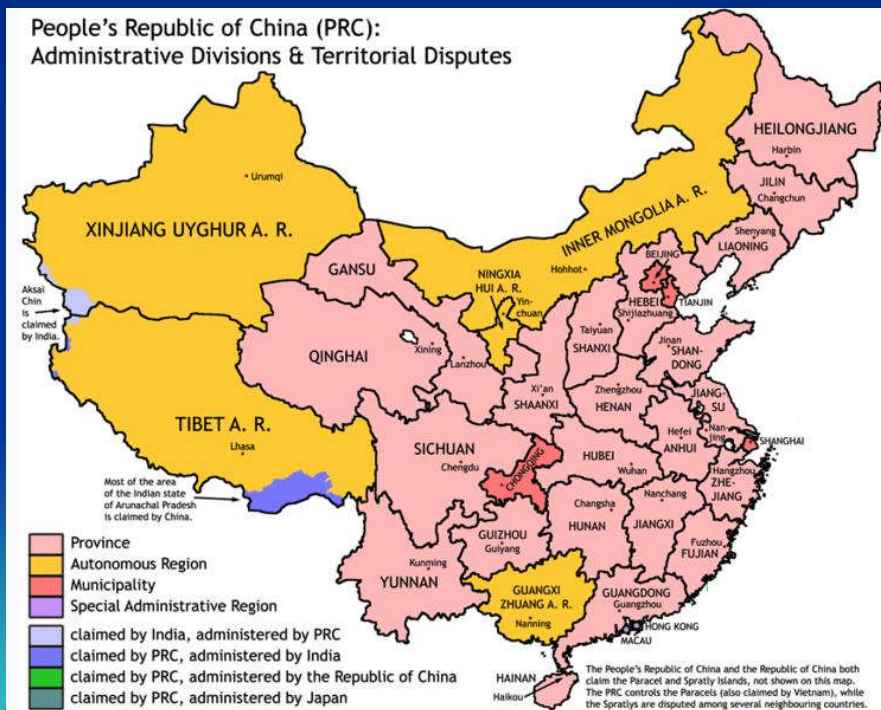 People's Republic of China (PRC):
Administrative Divisions & Territorial Disputes
HEILONGJIANG
Harbin
JILIN
Changchun
Urumqi
XINJIANG UYGHUR A. R.
INNER MONGOLIA A. R.
Shenyang
LIAONING
BEIJING
GANSU
NINGXIA
HUI A. R.
Hohhot
Aksai
Chin
is
claimed
by India.
Yin-
chuan
HEBEI
TIANJIN
Shijiazhuang
Taiyuan
SHANXI
Jinan
SHAN-
DONG
QINGHAI
Xining
Lanzhou
Xi'an
SHAANXI
Zhengzhou
HENAN
JIANG-
SU
Nan-
jing
TIBET A. R.
Lhasa
SICHUAN
Chengdu
CHONGQING
HUBEI
Wuhan
Hefei
ANHUI
SHANGHAI
Hangzhou
ZHE-
JIANG
Most of the area
of the Indian state
of Arunachal Pradesh
is claimed by China.
Changsha
HUNAN
Nanchang
JIANGXI
GUIZHOU
Guiyang
Fuzhou
FUJIAN
Kunming
YUNNAN
GUANGXI
ZHUANG A. R.
Nanning
GUANGDONG
Guangzhou
HONG KONG
MACAU
HAINAN
Haikou
Province
Autonomous Region
Municipality
Special Administrative Region
claimed by India, administered by PRC
claimed by PRC, administered by India
claimed by PRC, administered by the Republic of China
claimed by PRC, administered by Japan
The People's Republic of China and the Republic of China both
claim the Paracel and Spratly Islands, not shown on this map.
The PRC controls the Paracels (also claimed by Vietnam), while
the Spratlys are disputed among several neighbouring countries.